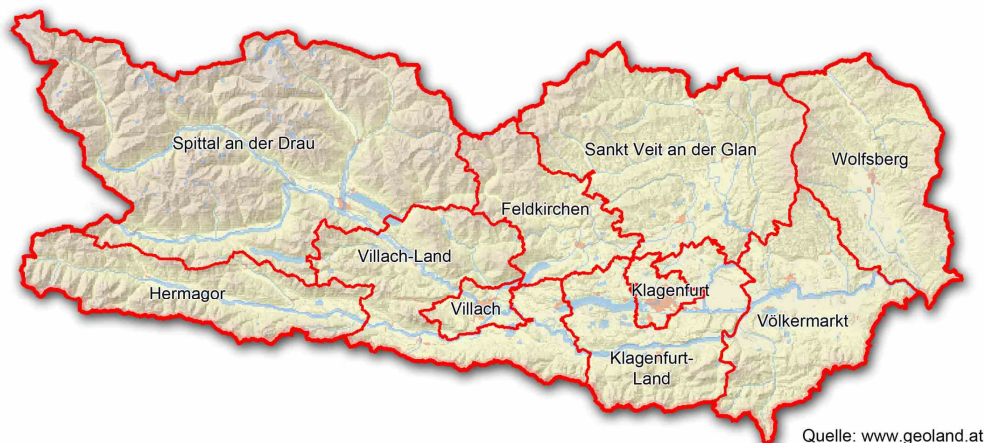 Spittal an der Drau
Sankt Veit an der Glan
Wolfsberg
Feldkirchen
Villach-Land
Hermagor
Klagenfurt
Villach
Völkermarkt
Klagenfurt-
Land
Quelle: www.geoland.at